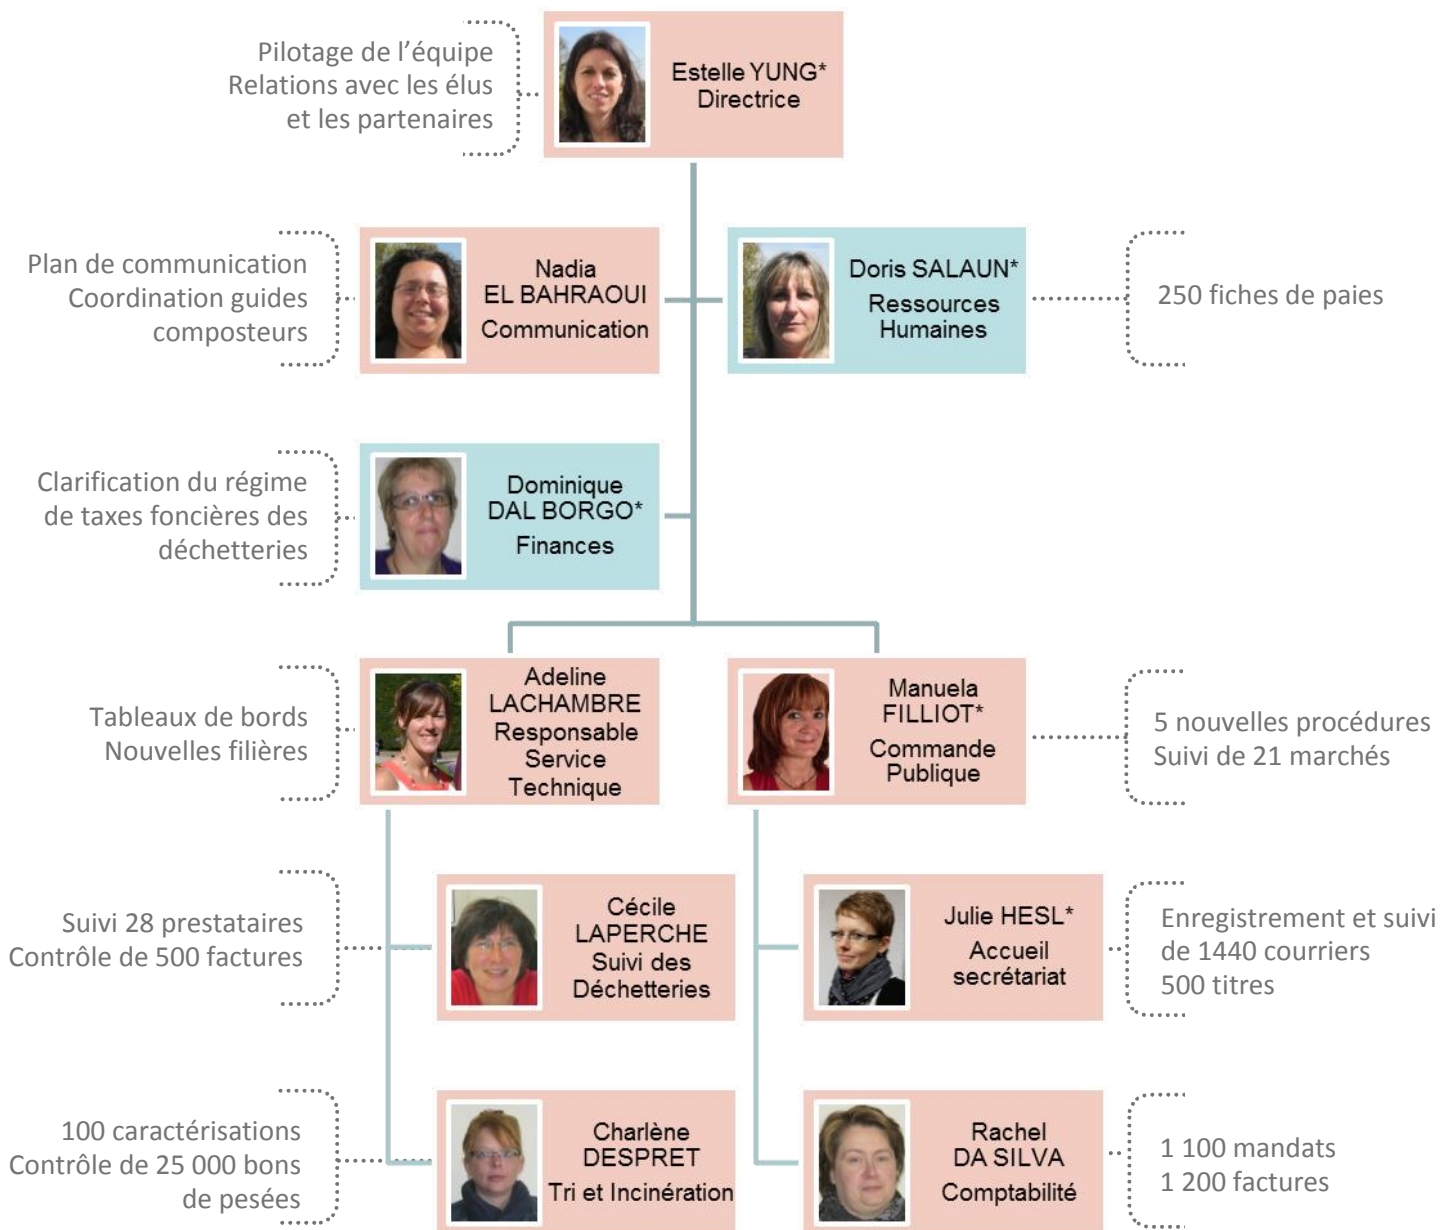 Pilotage de l’équipe
Relations avec les élus
et les partenaires
Estelle YUNG*
Directrice
Plan de communication
Coordination guides
composteurs
Nadia
EL BAHRAOUI
Communication
Doris SALAUN*
Ressources
Humaines
250 fiches de paies
Clarification du régime
de taxes foncières des
déchetteries
Dominique
DAL BORGO*
Finances
Tableaux de bords
Nouvelles filières
Adeline
LACHAMBRE
Responsable
Service
Technique
Manuela
FILLIOT*
Commande
Publique
5 nouvelles procédures
Suivi de 21 marchés
Suivi 28 prestataires
Contrôle de 500 factures
Cécile
LAPERCHE
Suivi des
Déchetteries
Julie HESL*
Accueil
secrétariat
Enregistrement et suivi
de 1440 courriers
500 titres
100 caractérisations
Contrôle de 25 000 bons
de pesées
Charlène
DESPRET
Tri et Incinération
Rachel
DA SILVA
Comptabilité
1 100 mandats
1 200 factures